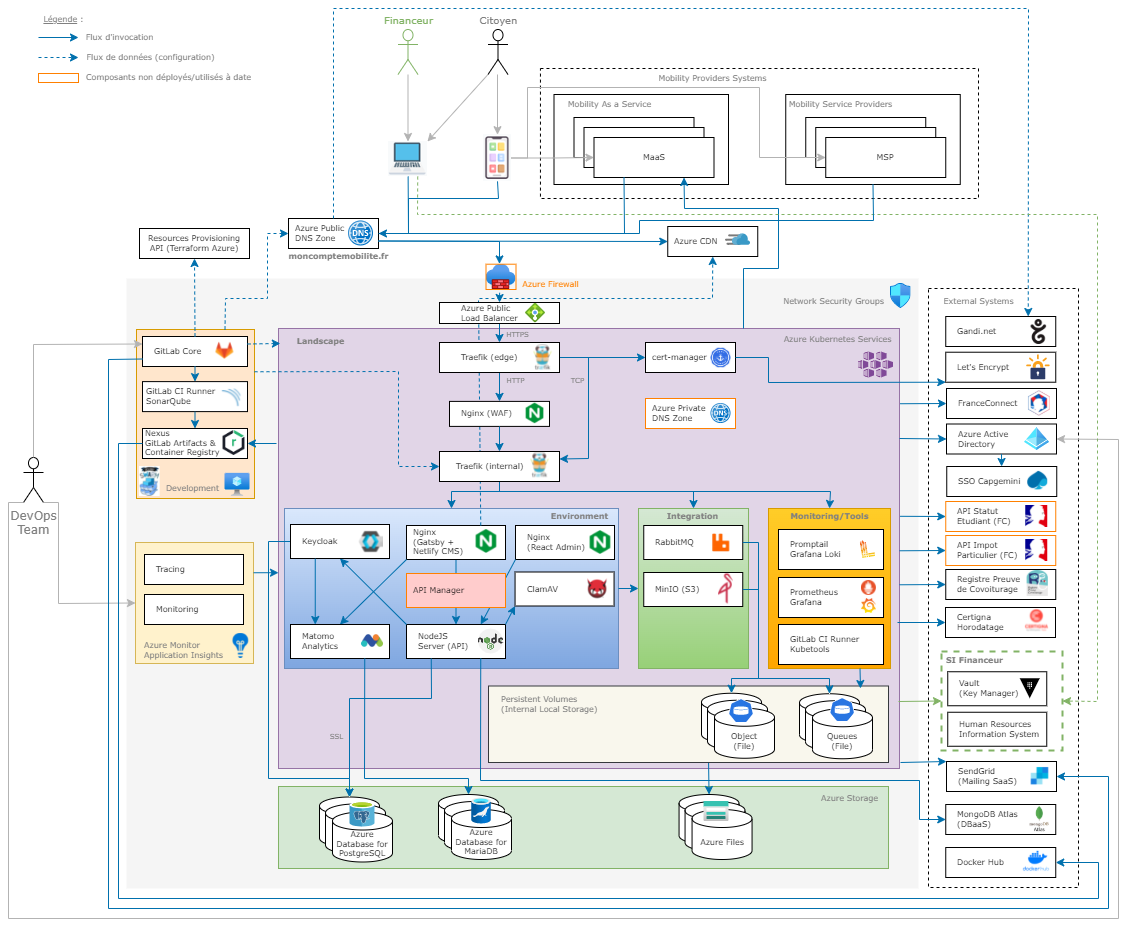 Légende :
Flux d'invocation
Flux de données (configuration)
Composants non déployés/utilisés à date
Financeur
Citoyen
Mobility Providers Systems
Mobility As a Service
MaaS
Mobility Service Providers
MSP
Resources Provisioning
API (Terraform Azure)
Azure Public
DNS Zone
DNS
moncomptemobilite.fr
Azure CDN
Azure Firewall
Azure Public
Load Balancer
Network Security Groups
External Systems
HTTPS
Landscape
Azure Kubernetes Services
GitLab Core
GitLab CI Runner
SonarQube
Nexus
GitLab Artifacts &
Container Registry
Development
Traefik (edge)
HTTP
TCP
cert-manager
Nginx (WAF)
Azure Private
DNS Zone
DNS
Traefik (internal)
Gandi.net
Let's Encrypt
FranceConnect
Azure Active
Directory
SSO Capgemini
API Statut
Etudiant (FC)
API Impot
Particulier (FC)
Registre Preuve
de Covoiturage
Certigna
Horodatage
DevOps
Team
Tracing
Monitoring
Azure Monitor
Application Insights
Environment
Keycloak
Nginx
(Gatsby +
Netlify CMS)
Nginx
(React Admin)
API Manager
ClamAV
Matomo
Analytics
NodeJS
Server (API)
node
Integration
RabbitMQ
MinIO (S3)
Monitoring/Tools
Promptail
Grafana Loki
Prometheus
Grafana
GitLab CI Runner
Kubetools
SI Financeur
Vault
(Key Manager)
Human Resources
Information System
Persistent Volumes
(Internal Local Storage)
Object
(File)
Queues
(File)
SSL
SendGrid
(Mailing SaaS)
MongoDB Atlas
(DBaaS)
Docker Hub
dockerHub
Azure Storage
Azure
Database for
PostgreSQL
Azure
Database for
MariaDB
Azure Files